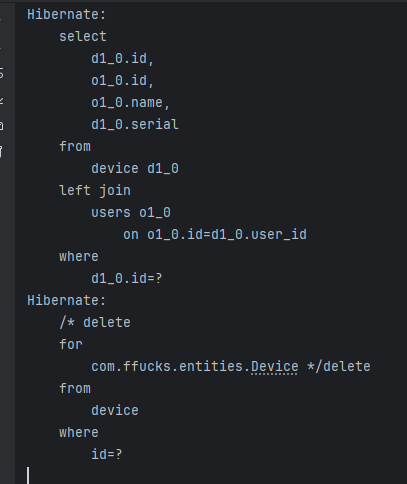 Hibernate:
    select
        d1_0.id,
        o1_0.id,
        o1_0.name,
        d1_0.serial
    from
        device d1_0
    left join
        users o1_0
            on o1_0.id=d1_0.user_id
    where
        d1_0.id=?
Hibernate:
    /* delete
    for
        com.ffucks.entities.Device */delete
    from
        device
    where
        id=?